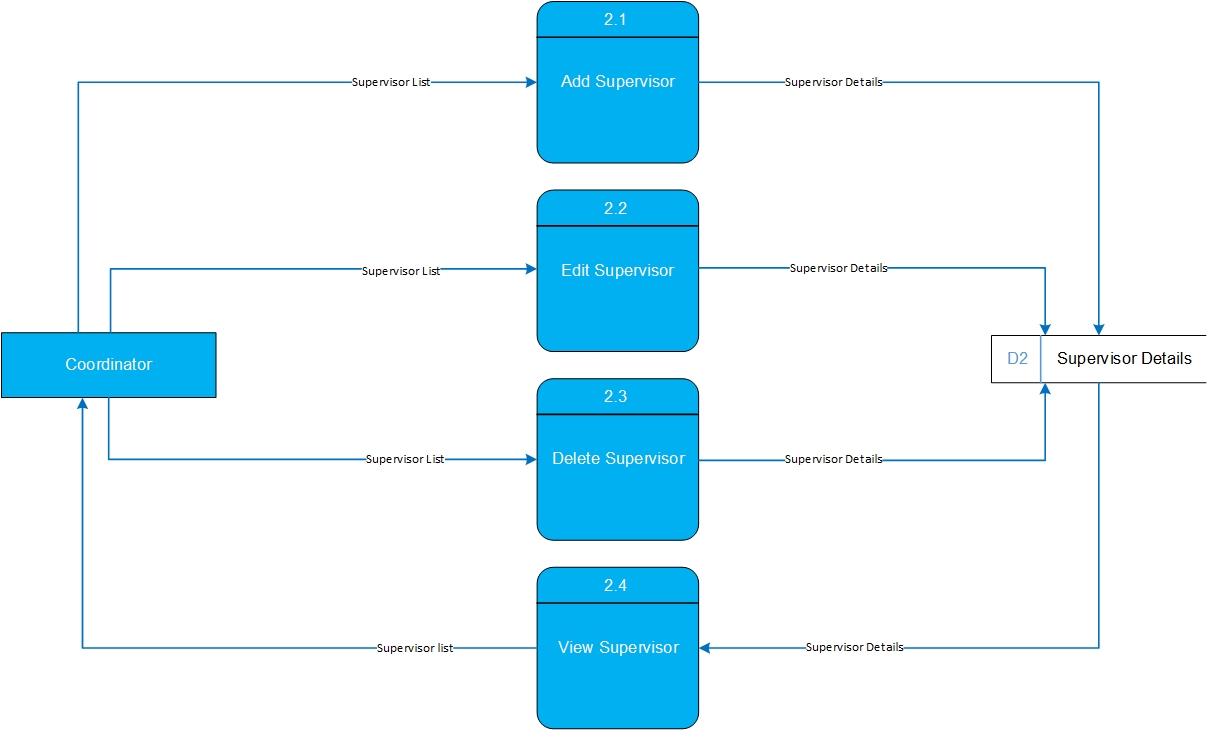 2.1
Supervisor List
Add Supervisor
Supervisor Details
2.2
Supervisor List
Edit Supervisor
Supervisor Details
Coordinator
D2
Supervisor Details
2.3
Supervisor List
Delete Supervisor
Supervisor Details
2.4
Supervisor list
View Supervisor
Supervisor Details